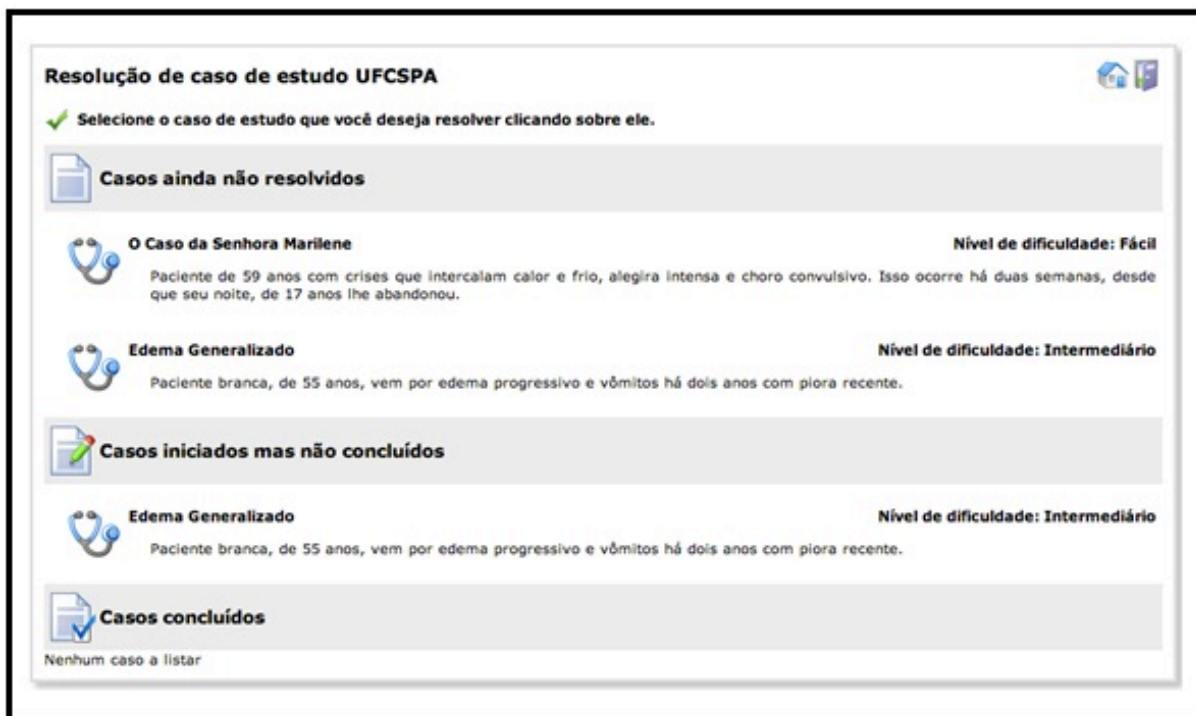 Resolução de caso de estudo UFCSPA
Selecione o caso de estudo que você deseja resolver clicando sobre ele.
Casos ainda não resolvidos
O Caso da Senhora Marilene Nível de dificuldade: Fácil
Paciente de 59 anos com crises que intercalam calor e frio, alegira intensa e choro convulsivo. Isso ocorre há duas semanas, desde
que seu noite, de 17 anos lhe abandonou.
Edema Generalizado Nível de dificuldade: Intermediário
Paciente branca, de 55 anos, vem por edema progressivo e vômitos há dois anos com piora recente.
Casos iniciados mas não concluídos
Edema Generalizado Nível de dificuldade: Intermediário
Paciente branca, de 55 anos, vem por edema progressivo e vômitos há dois anos com piora recente.
Casos concluídos
Nenhum caso a listar